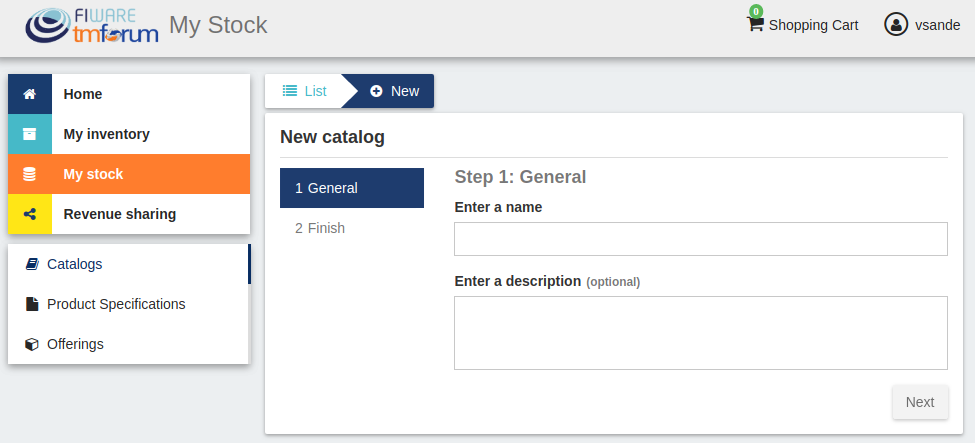 FIWARE
tmforum
My Stock
0
Shopping Cart
vsande
Home
My inventory
My stock
Revenue sharing
Catalogs
Product Specifications
Offerings
List
New
New catalog
1 General
2 Finish
Step 1: General
Enter a name
Enter a description (optional)
Next